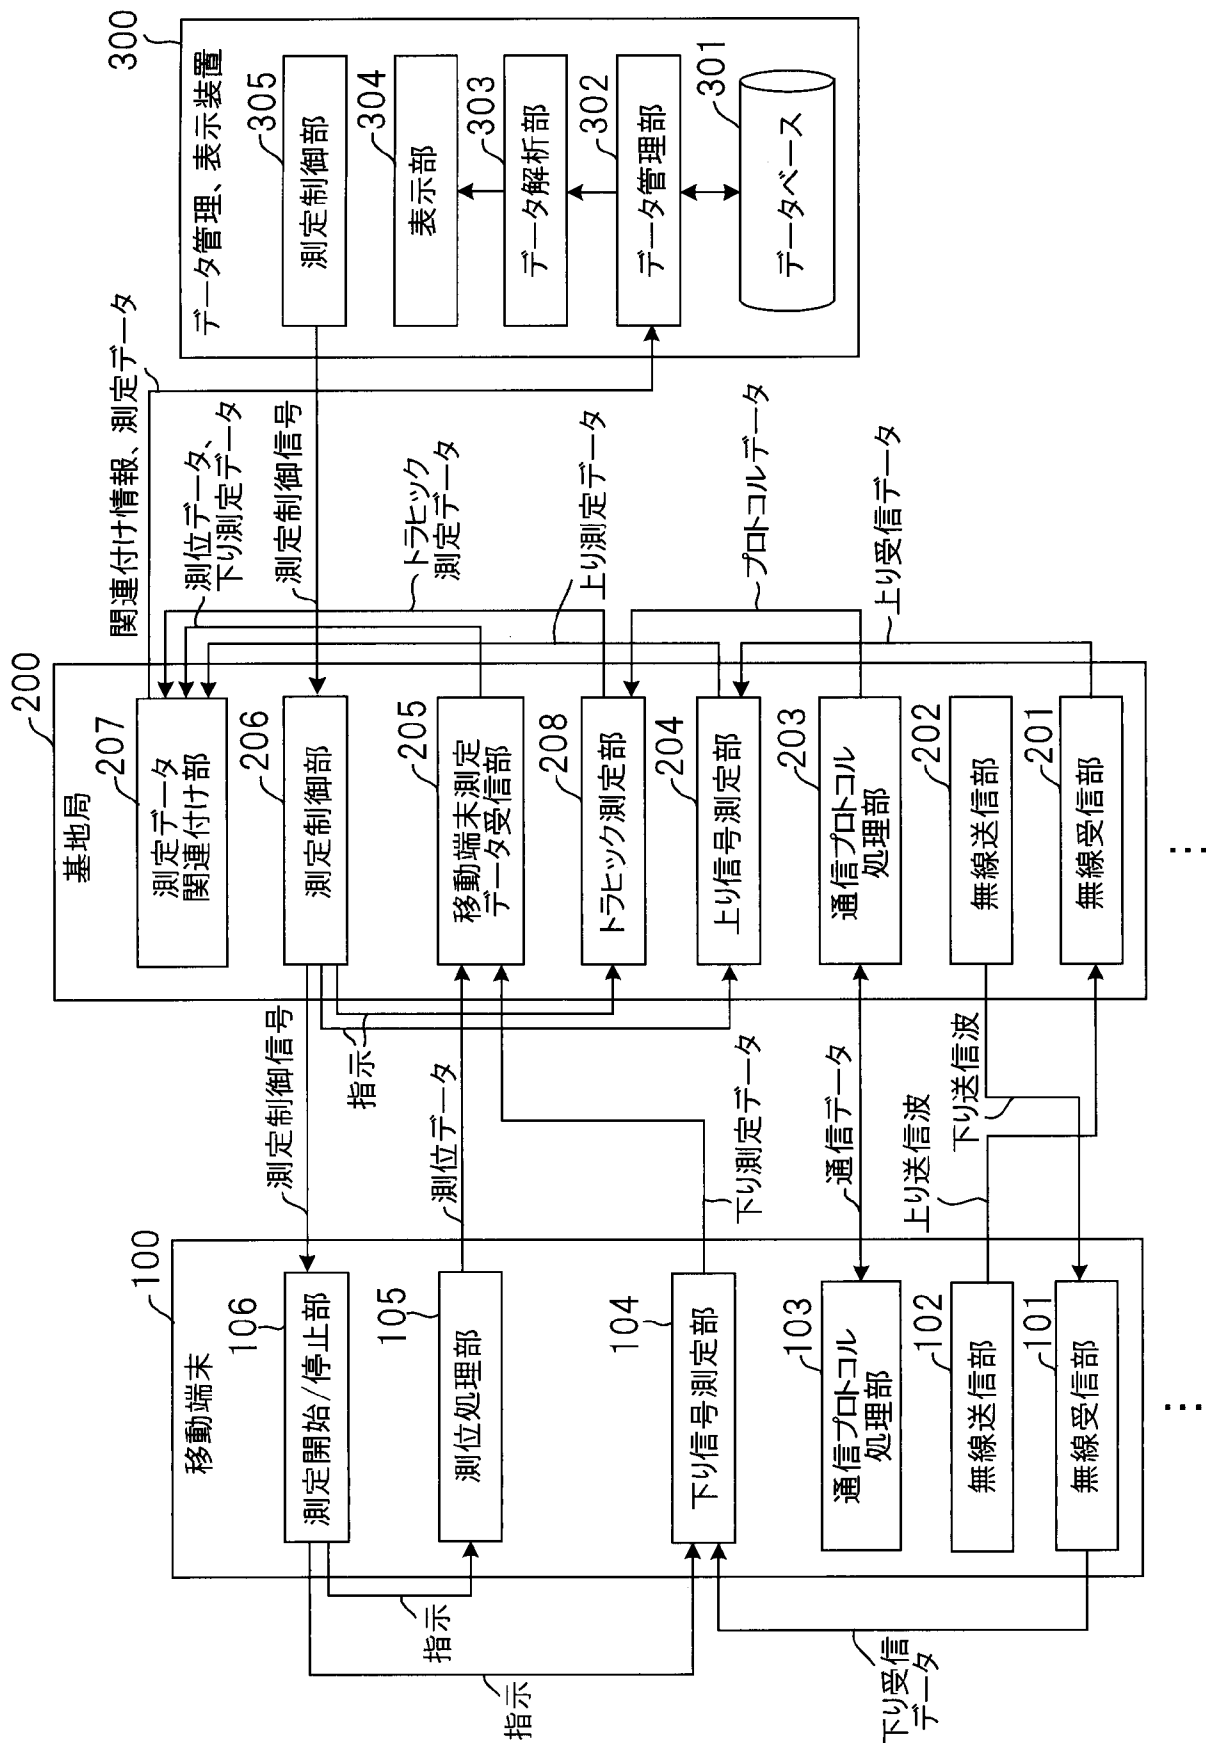 100
移動端末
106
測定開始/停止部
105
測位処理部
104
下り信号測定部
103
通信プロトコル
処理部
102
無線送信部
101
無線受信部
指示
指示
下り受信
データ
測定制御信号
指示
測位データ
下り測定データ
通信データ
上り送信波
下り送信波
200
基地局
207
測定データ
関連付け部
206
測定制御部
205
移動端末測定
データ受信部
208
トラヒック測定部
204
上り信号測定部
203
通信プロトコル
処理部
202
無線送信部
201
無線受信部
関連付け情報、測定データ
測位データ、
下り測定データ
測定制御信号
トラヒック
測定データ
上り測定データ
プロトコルデータ
上り受信データ
300
データ管理、表示装置
305
測定制御部
304
表示部
303
データ解析部
302
データ管理部
301
データベース
…
…